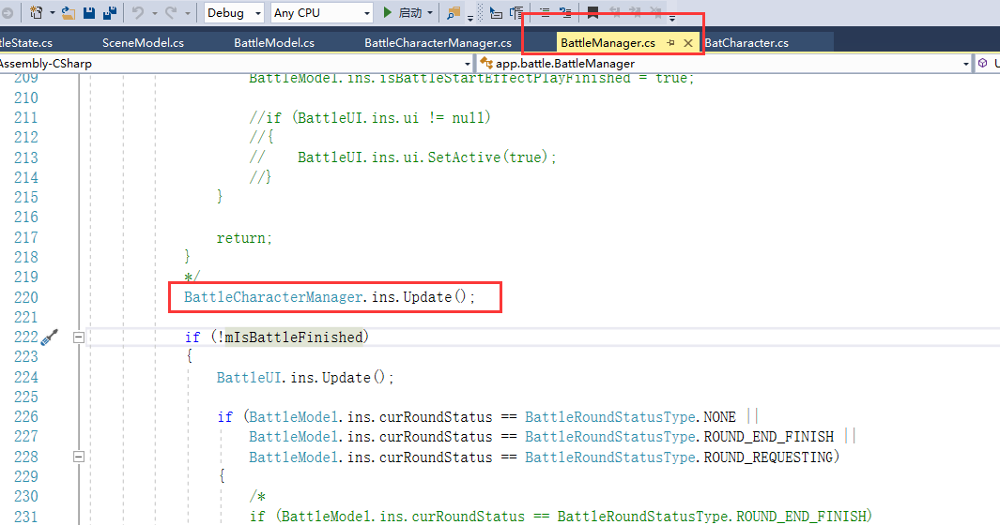 Debug Any CPU 启动
tleState.cs SceneModel.cs BattleModel.cs BattleCharacterManager.cs BattleManager.cs BatCharacter.cs
Assembly-CSharp app.battle.BattleManager
209 BattleModel.ins.isBattleStartEffectPlayFinished = true;
210
211 //if (BattleUI.ins.ui != null)
212 //{
213 // BattleUI.ins.ui.SetActive(true);
214 //}
215 }
216
217 return;
218 }
219 */
220 BattleCharacterManager.ins.Update();
221
222 if (!mIsBattleFinished)
223 {
224 BattleUI.ins.Update();
225
226 if (BattleModel.ins.curRoundStatus == BattleRoundStatusType.NONE ||
227 BattleModel.ins.curRoundStatus == BattleRoundStatusType.ROUND_END_FINISH ||
228 BattleModel.ins.curRoundStatus == BattleRoundStatusType.ROUND_REQUESTING)
229 {
230 /*
231 if (BattleModel.ins.curRoundStatus == BattleRoundStatusType.ROUND_END_FINISH)